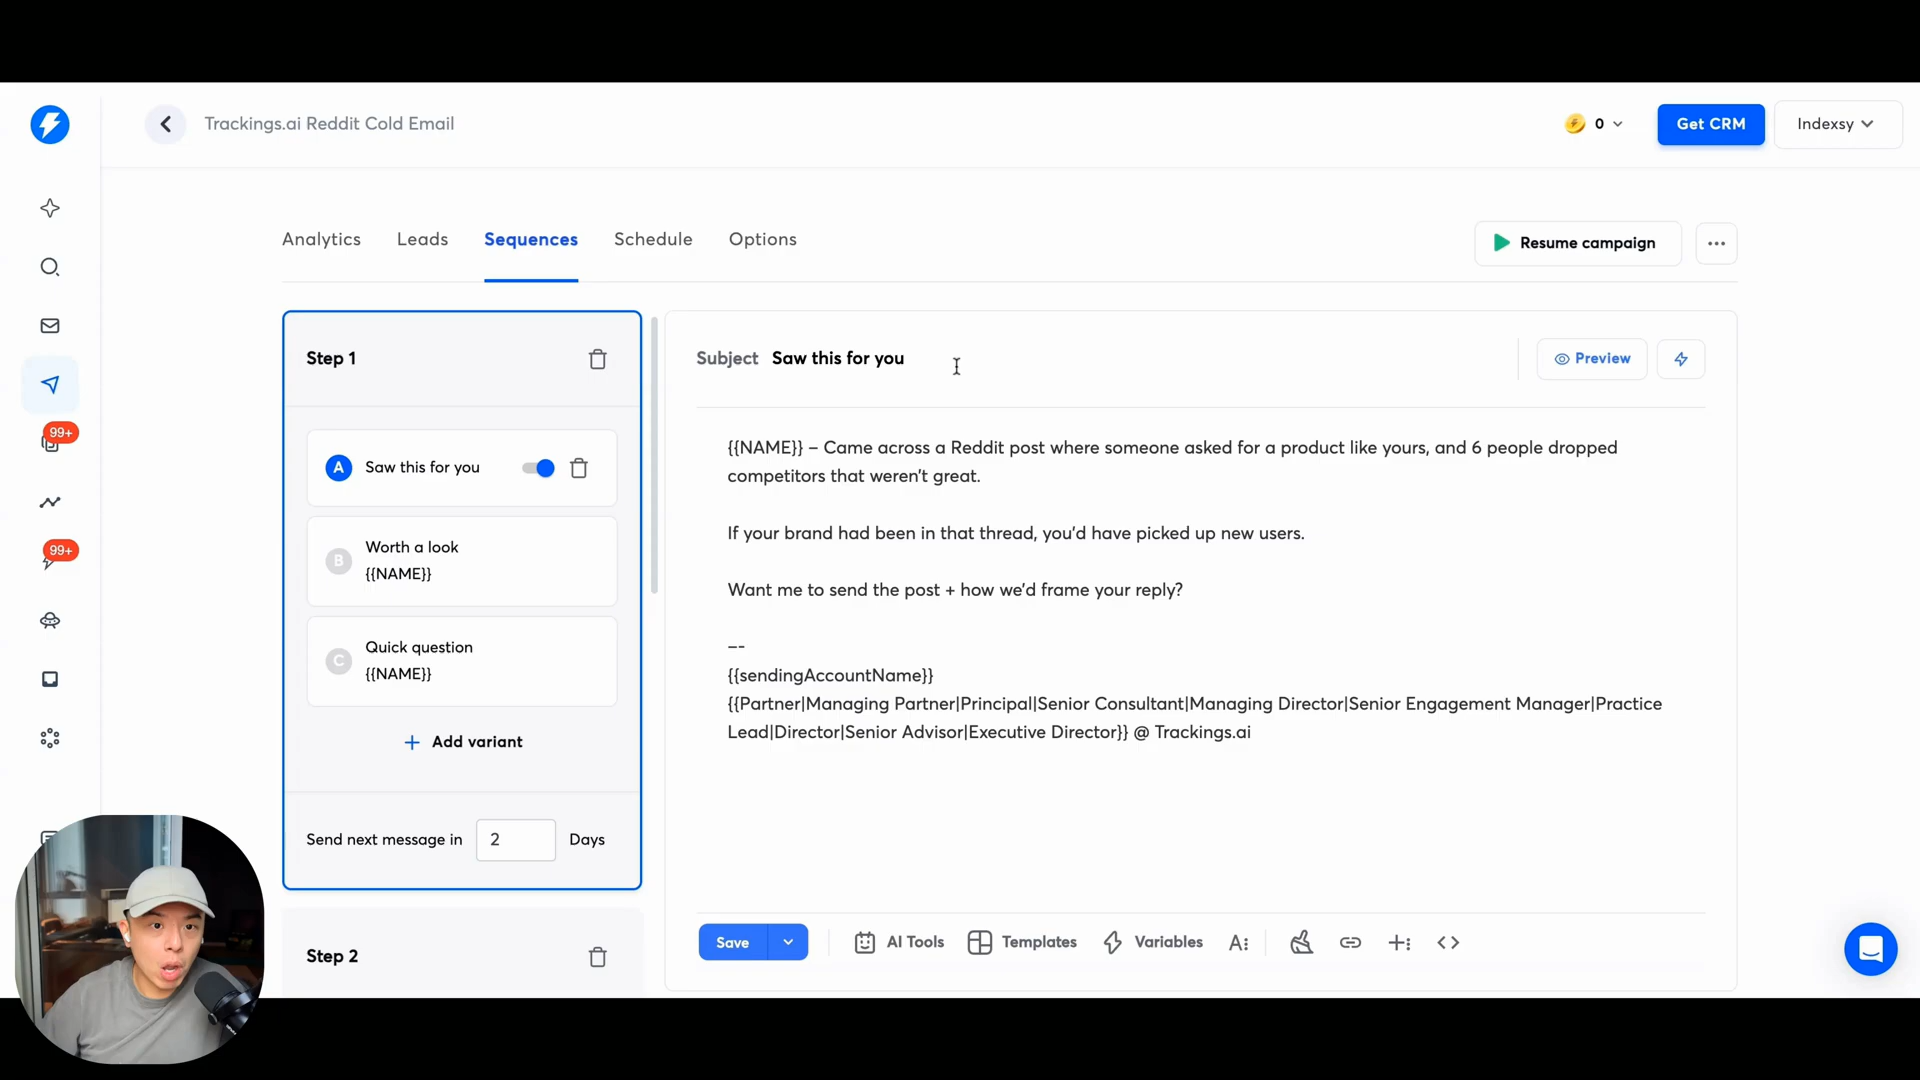 Trackings.ai Reddit Cold Email
0
Get CRM
Indexsy
Analytics
Leads
Sequences
Schedule
Options
Resume campaign
Step 1
A
Saw this for you
B
Worth a look
{{NAME}}
C
Quick question
{{NAME}}
Add variant
Send next message in 2 Days
Step 2
99+
99+
Subject Saw this for you
Preview
{{NAME}} – Came across a Reddit post where someone asked for a product like yours, and 6 people dropped
competitors that weren't great.
If your brand had been in that thread, you'd have picked up new users.
Want me to send the post + how we'd frame your reply?
–-
{{sendingAccountName}}
{{Partner|Managing Partner|Principal|Senior Consultant|Managing Director|Senior Engagement Manager|Practice
Lead|Director|Senior Advisor|Executive Director}} @ Trackings.ai
Save
AI Tools
Templates
Variables
A